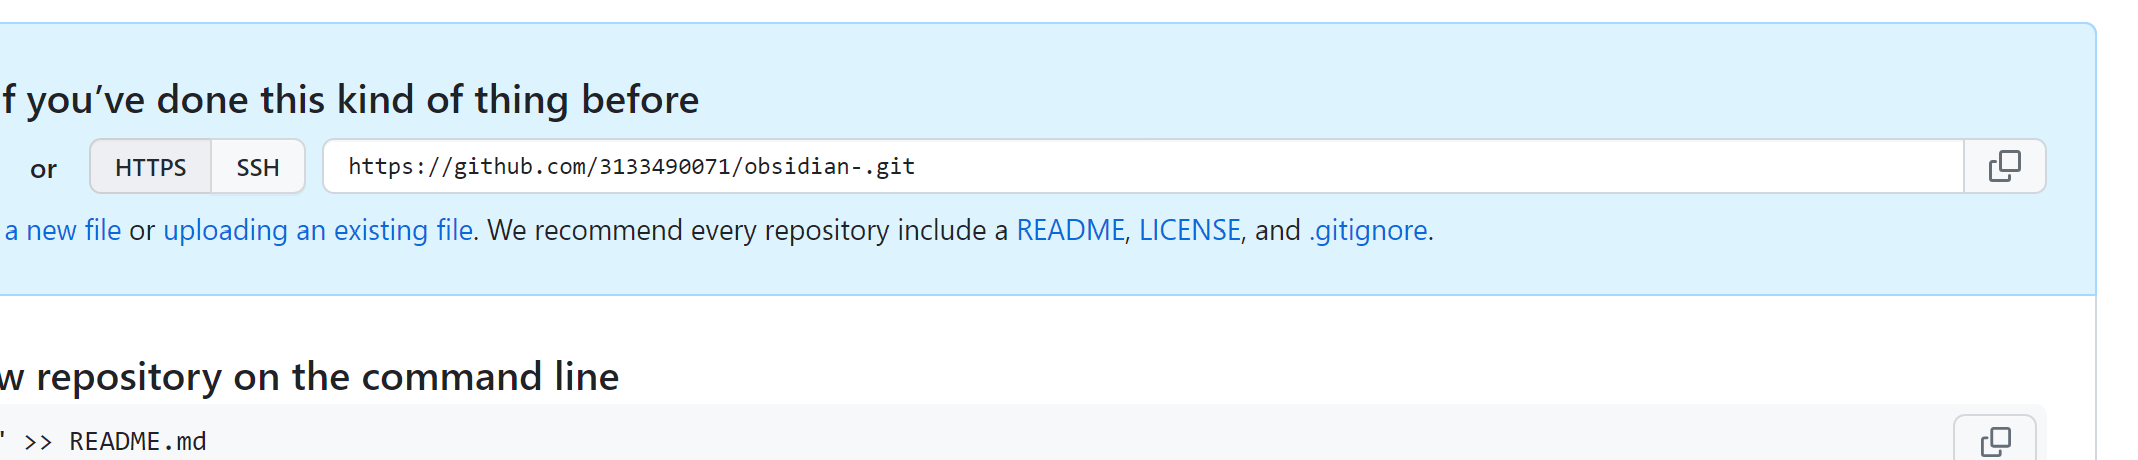 f you’ve done this kind of thing before
or HTTPS SSH https://github.com/3133490071/obsidian-.git
a new file or uploading an existing file. We recommend every repository include a README, LICENSE, and .gitignore.
w repository on the command line
" >> README.md